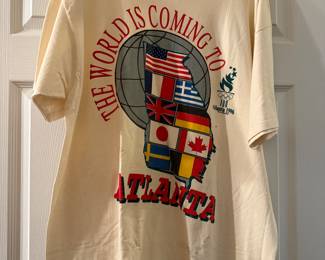 THE WORLD IS COMING TO
ATLANTA